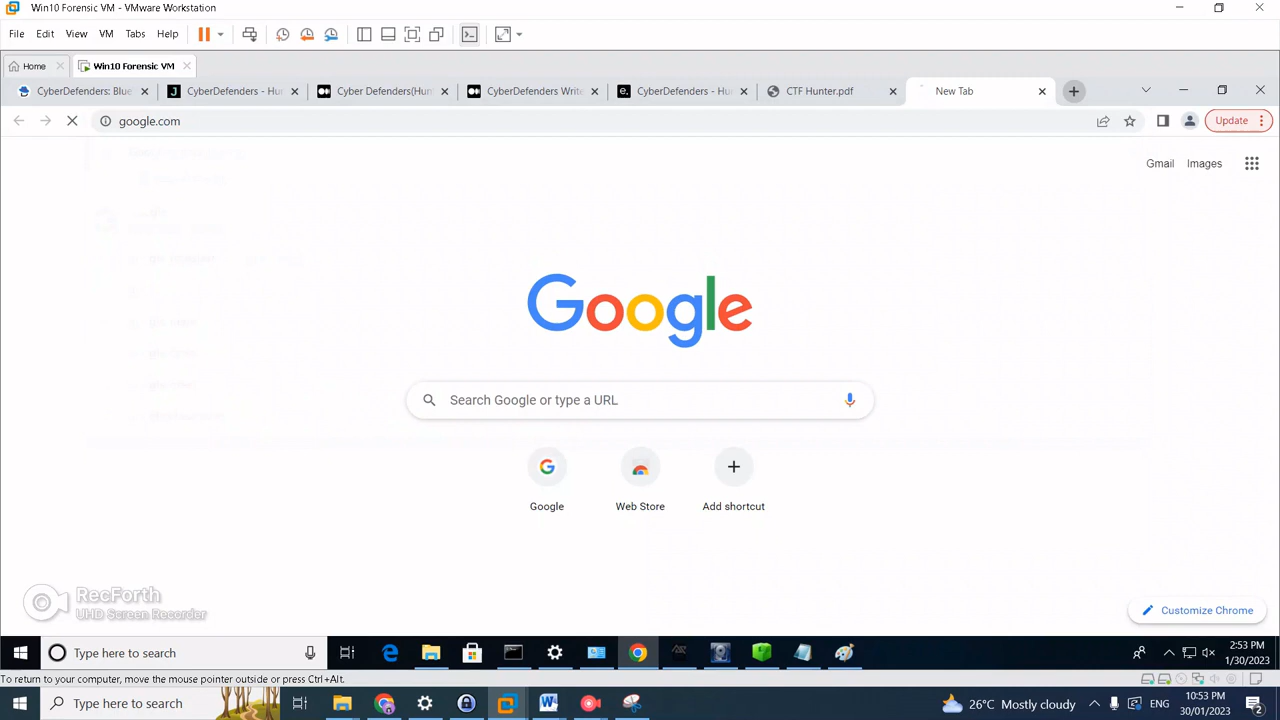 Win10 Forensic VM - VMware Workstation
File Edit View VM Tabs Help
Home Win10 Forensic VM
CyberDefenders: Blue CyberDefenders - Hun Cyber Defenders(Hun CyberDefenders Write CyberDefenders - Hun CTF Hunter.pdf New Tab
google.com Update
Gmail Images
Google
Search Google or type a URL
Google Web Store Add shortcut
RecForth
UHD Screen Recorder
Customize Chrome
Type here to search 2:53 PM
1/30/2023
To return to your computer, move the mouse pointer outside or press Ctrl+Alt.
Type here to search 26°C Mostly cloudy ENG 10:53 PM
30/01/2023 2